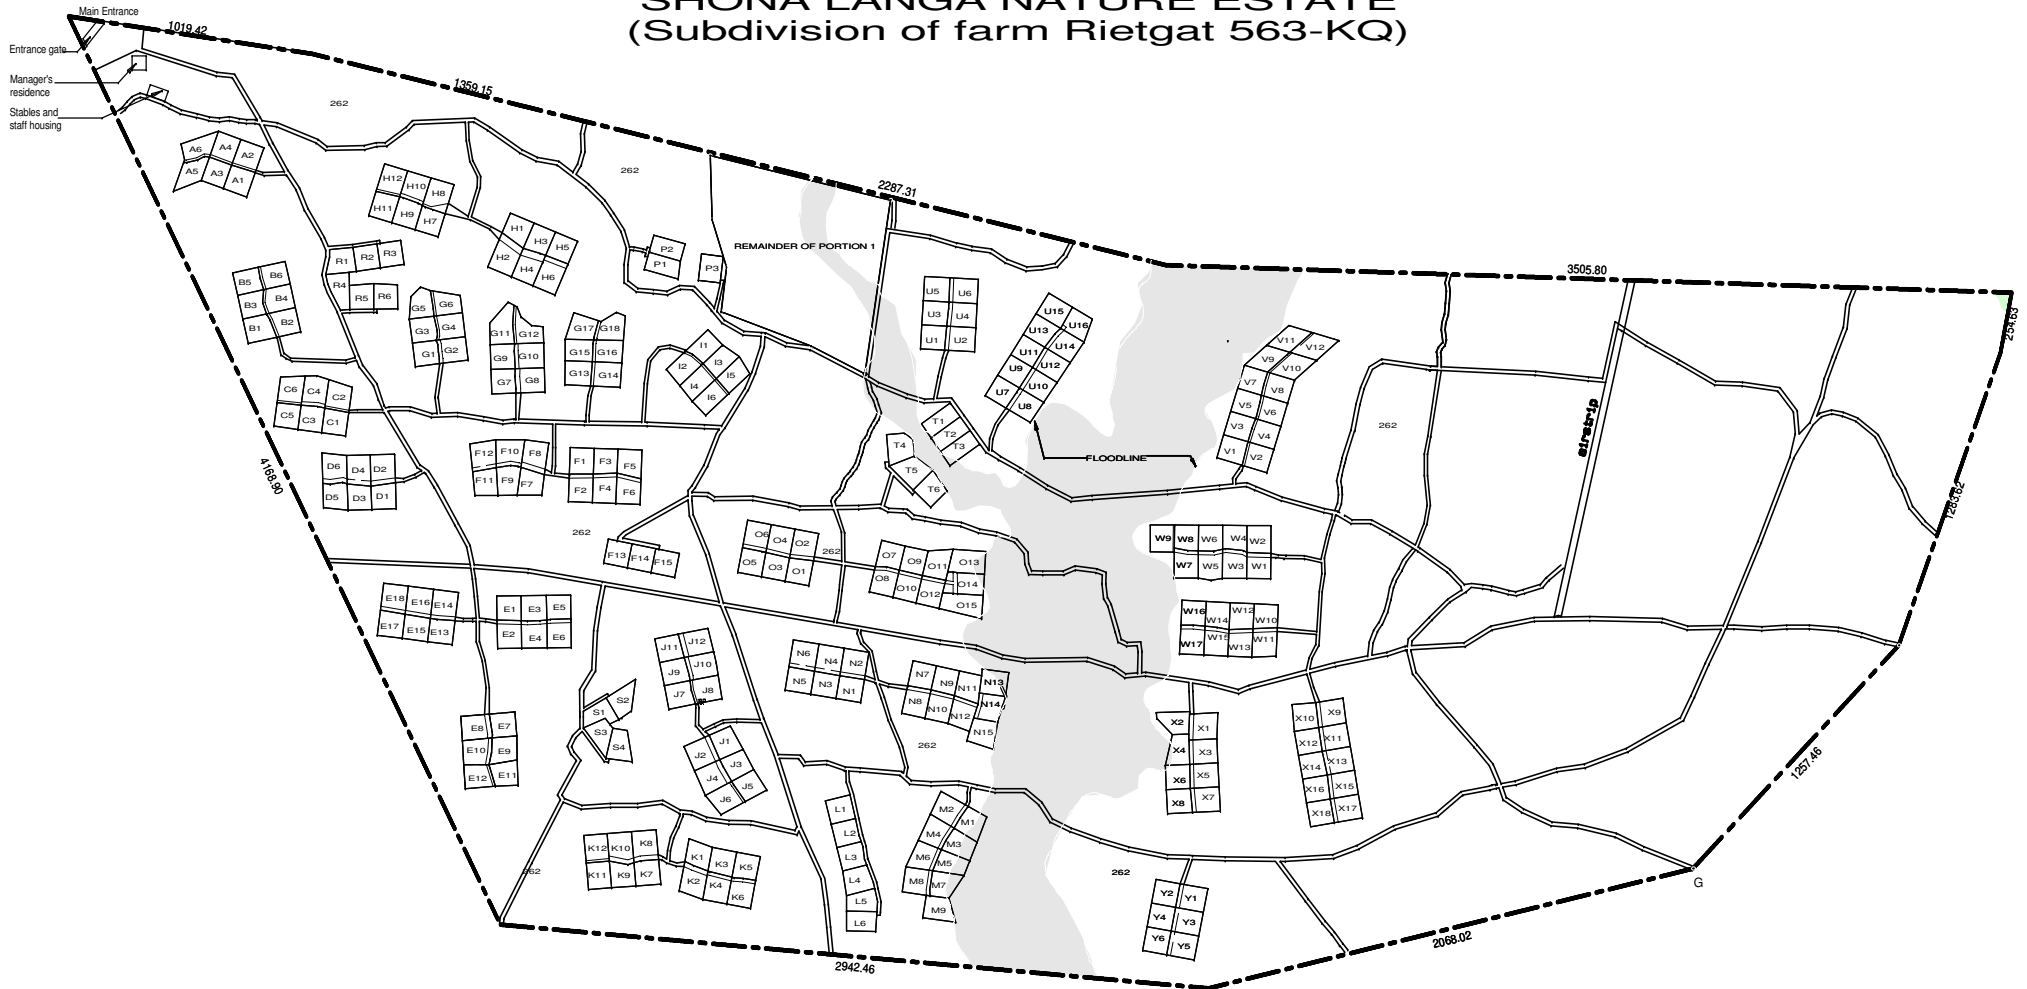 SHONA LANGA NATURE ESTATE
(Subdivision of farm Rietgat 563-KQ)
Main Entrance
Entrance gate
Manager's
residence
Stables and
staff housing
1019.42
1359.15
2287.31
3505.80
254.63
1283.62
1257.46
2068.02
2942.46
4168.90
G
262
262
262
262
262
262
262
262
REMAINDER OF PORTION 1
FLOODLINE
airstrip
A6 A4 A2
A5 A3 A1
B5 B6
B3 B4
B1 B2
C6 C4 C2
C5 C3 C1
D6 D4 D2
D5 D3 D1
E18 E16 E14
E17 E15 E13
E1 E3 E5
E2 E4 E6
E8 E7
E10 E9
E12 E11
F12 F10 F8
F11 F9 F7
F1 F3 F5
F2 F4 F6
F13 F14 F15
G5 G6
G3 G4
G1 G2
G11 G12
G9 G10
G7 G8
G17 G18
G15 G16
G13 G14
H12 H10 H8
H11 H9 H7
H1 H3 H5
H2 H4 H6
I1
I2 I3
I4 I5
I6
J11 J12
J9 J10
J7 J8
J2 J1
J4 J3
J6 J5
K12 K10 K8
K11 K9 K7
K1 K3 K5
K2 K4 K6
L1
L2
L3
L4
L5
L6
M2 M1
M4 M3
M6 M5
M8 M7
M9
N6 N4 N2
N5 N3 N1
N7 N9 N11 N13
N8 N10 N12 N14
N15
O6 O4 O2
O5 O3 O1
O7 O9 O11 O13
O8 O10 O12 O14
O15
P2
P1
P3
R1 R2 R3
R4
R5 R6
S1 S2
S3 S4
T1
T2
T3
T4
T5
T6
U5 U6
U3 U4
U1 U2
U15 U16
U13 U14
U11 U12
U9 U10
U7 U8
V11 V12
V9 V10
V7 V8
V5 V6
V3 V4
V1 V2
W9 W8 W6 W4 W2
W7 W5 W3 W1
W16 W14 W12 W10
W17 W15 W13 W11
X2 X1
X4 X3
X6 X5
X8 X7
X10 X9
X12 X11
X14 X13
X16 X15
X18 X17
Y2 Y1
Y4 Y3
Y6 Y5